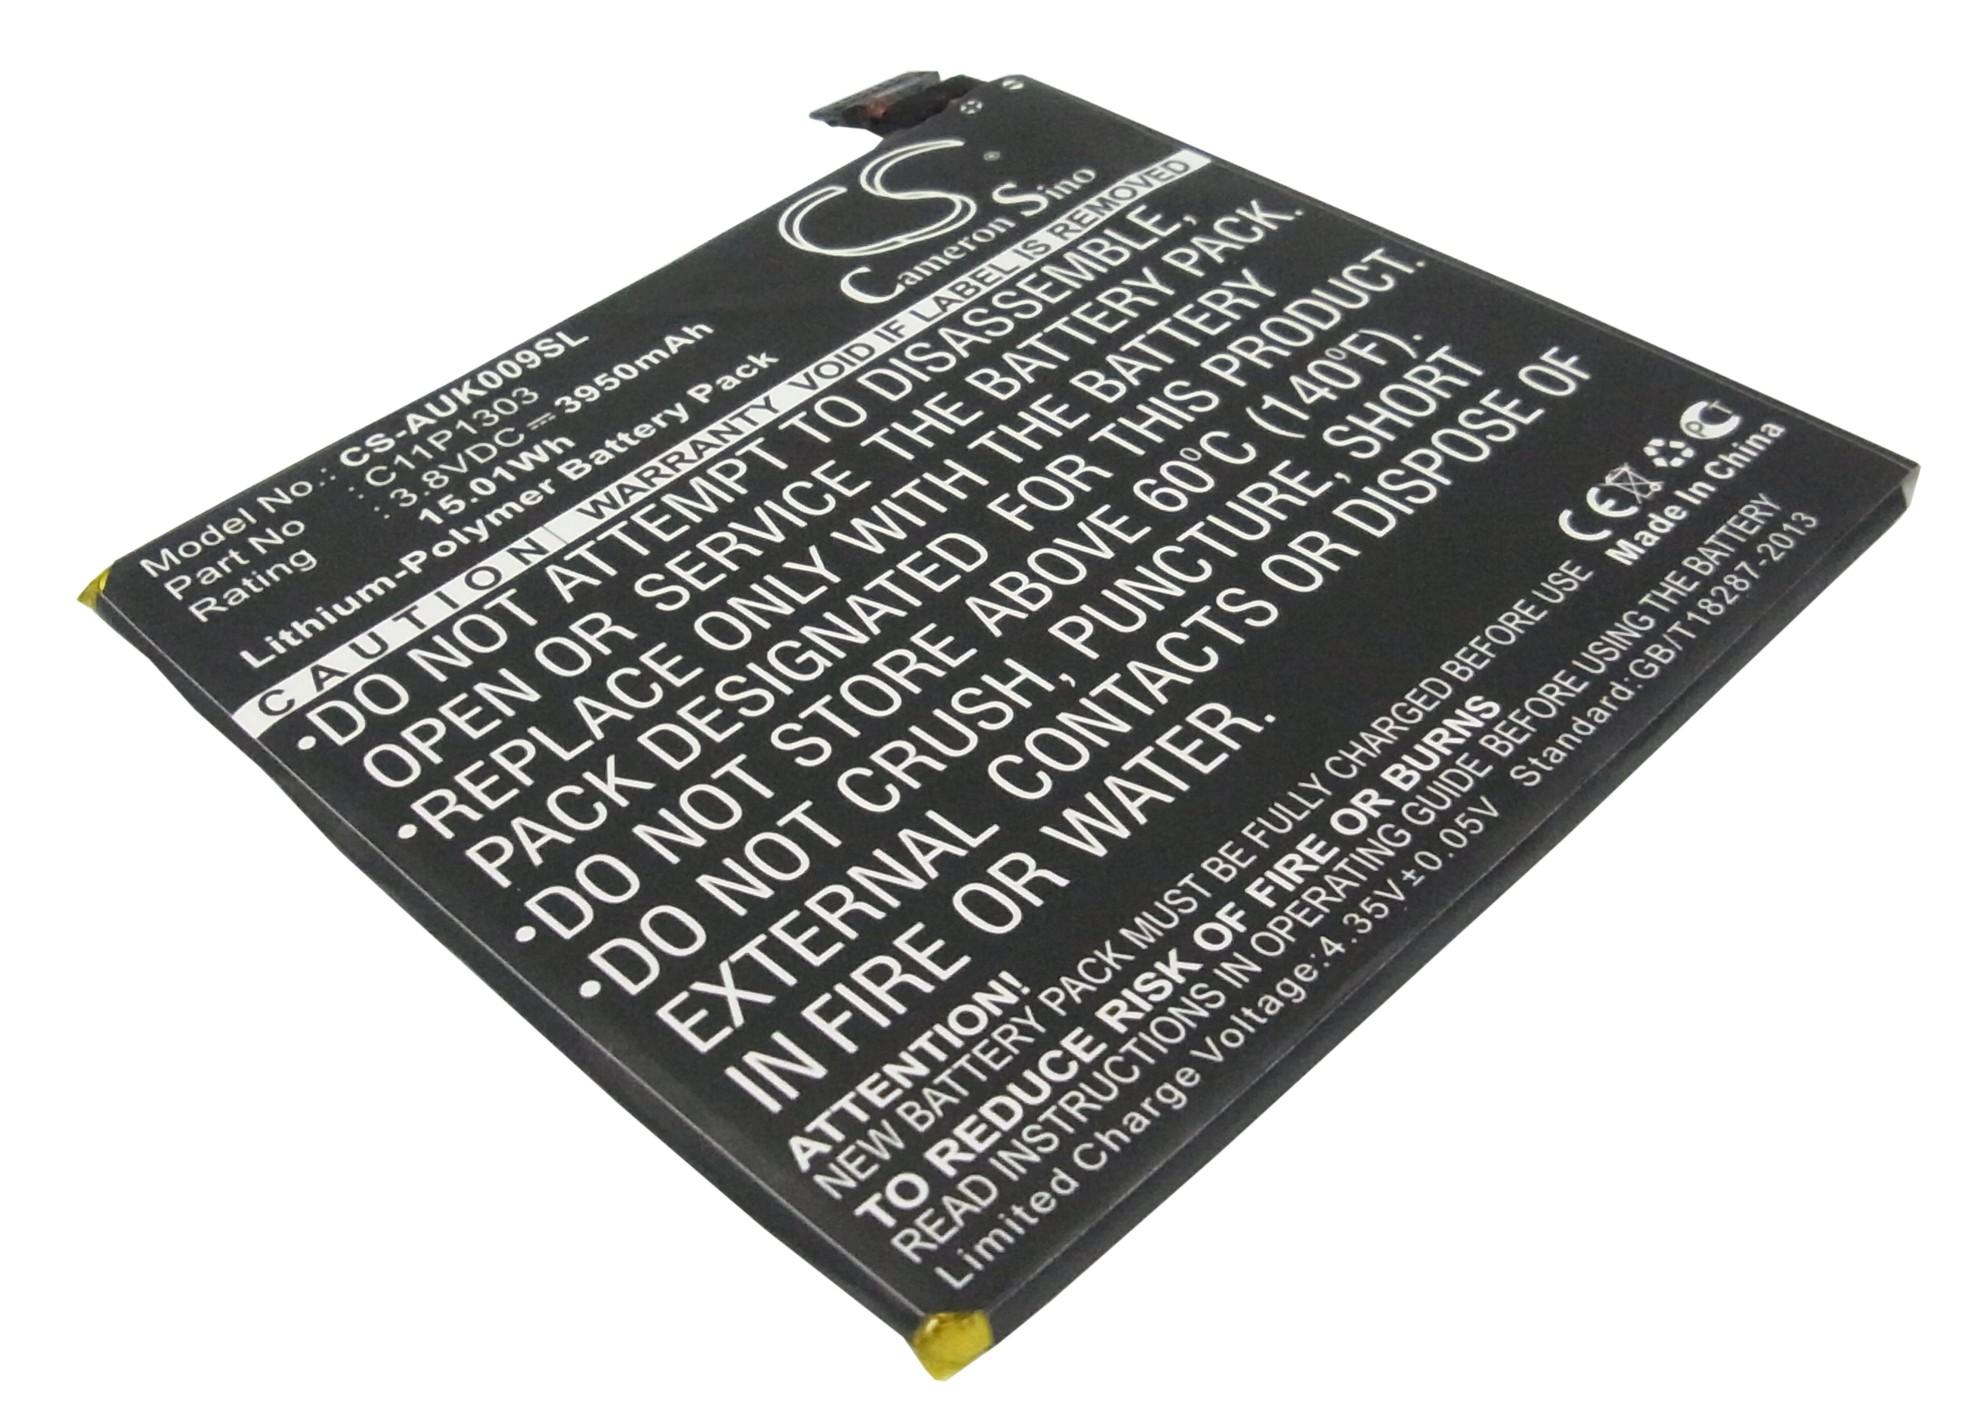 CS
Cameron Sino
Model No.: CS-AUK009SL
Part No : C11P1303
Rating : 3.8VDC ⎓ 3950mAh
15.01Wh
Lithium-Polymer Battery Pack
CAUTION WARRANTY VOID IF LABEL IS REMOVED
•DO NOT ATTEMPT TO DISASSEMBLE,
OPEN OR SERVICE THE BATTERY PACK.
•REPLACE ONLY WITH THE BATTERY
PACK DESIGNATED FOR THIS PRODUCT.
•DO NOT STORE ABOVE 60°C (140°F).
•DO NOT CRUSH, PUNCTURE, SHORT
EXTERNAL CONTACTS OR DISPOSE OF
IN FIRE OR WATER.
CE
PCT
Made In China
ATTENTION!
NEW BATTERY PACK MUST BE FULLY CHARGED BEFORE USE
TO REDUCE RISK OF FIRE OR BURNS
READ INSTRUCTIONS IN OPERATING GUIDE BEFORE USING THE BATTERY
Limited Charge Voltage:4.35V±0.05V Standard:GB/T18287-2013